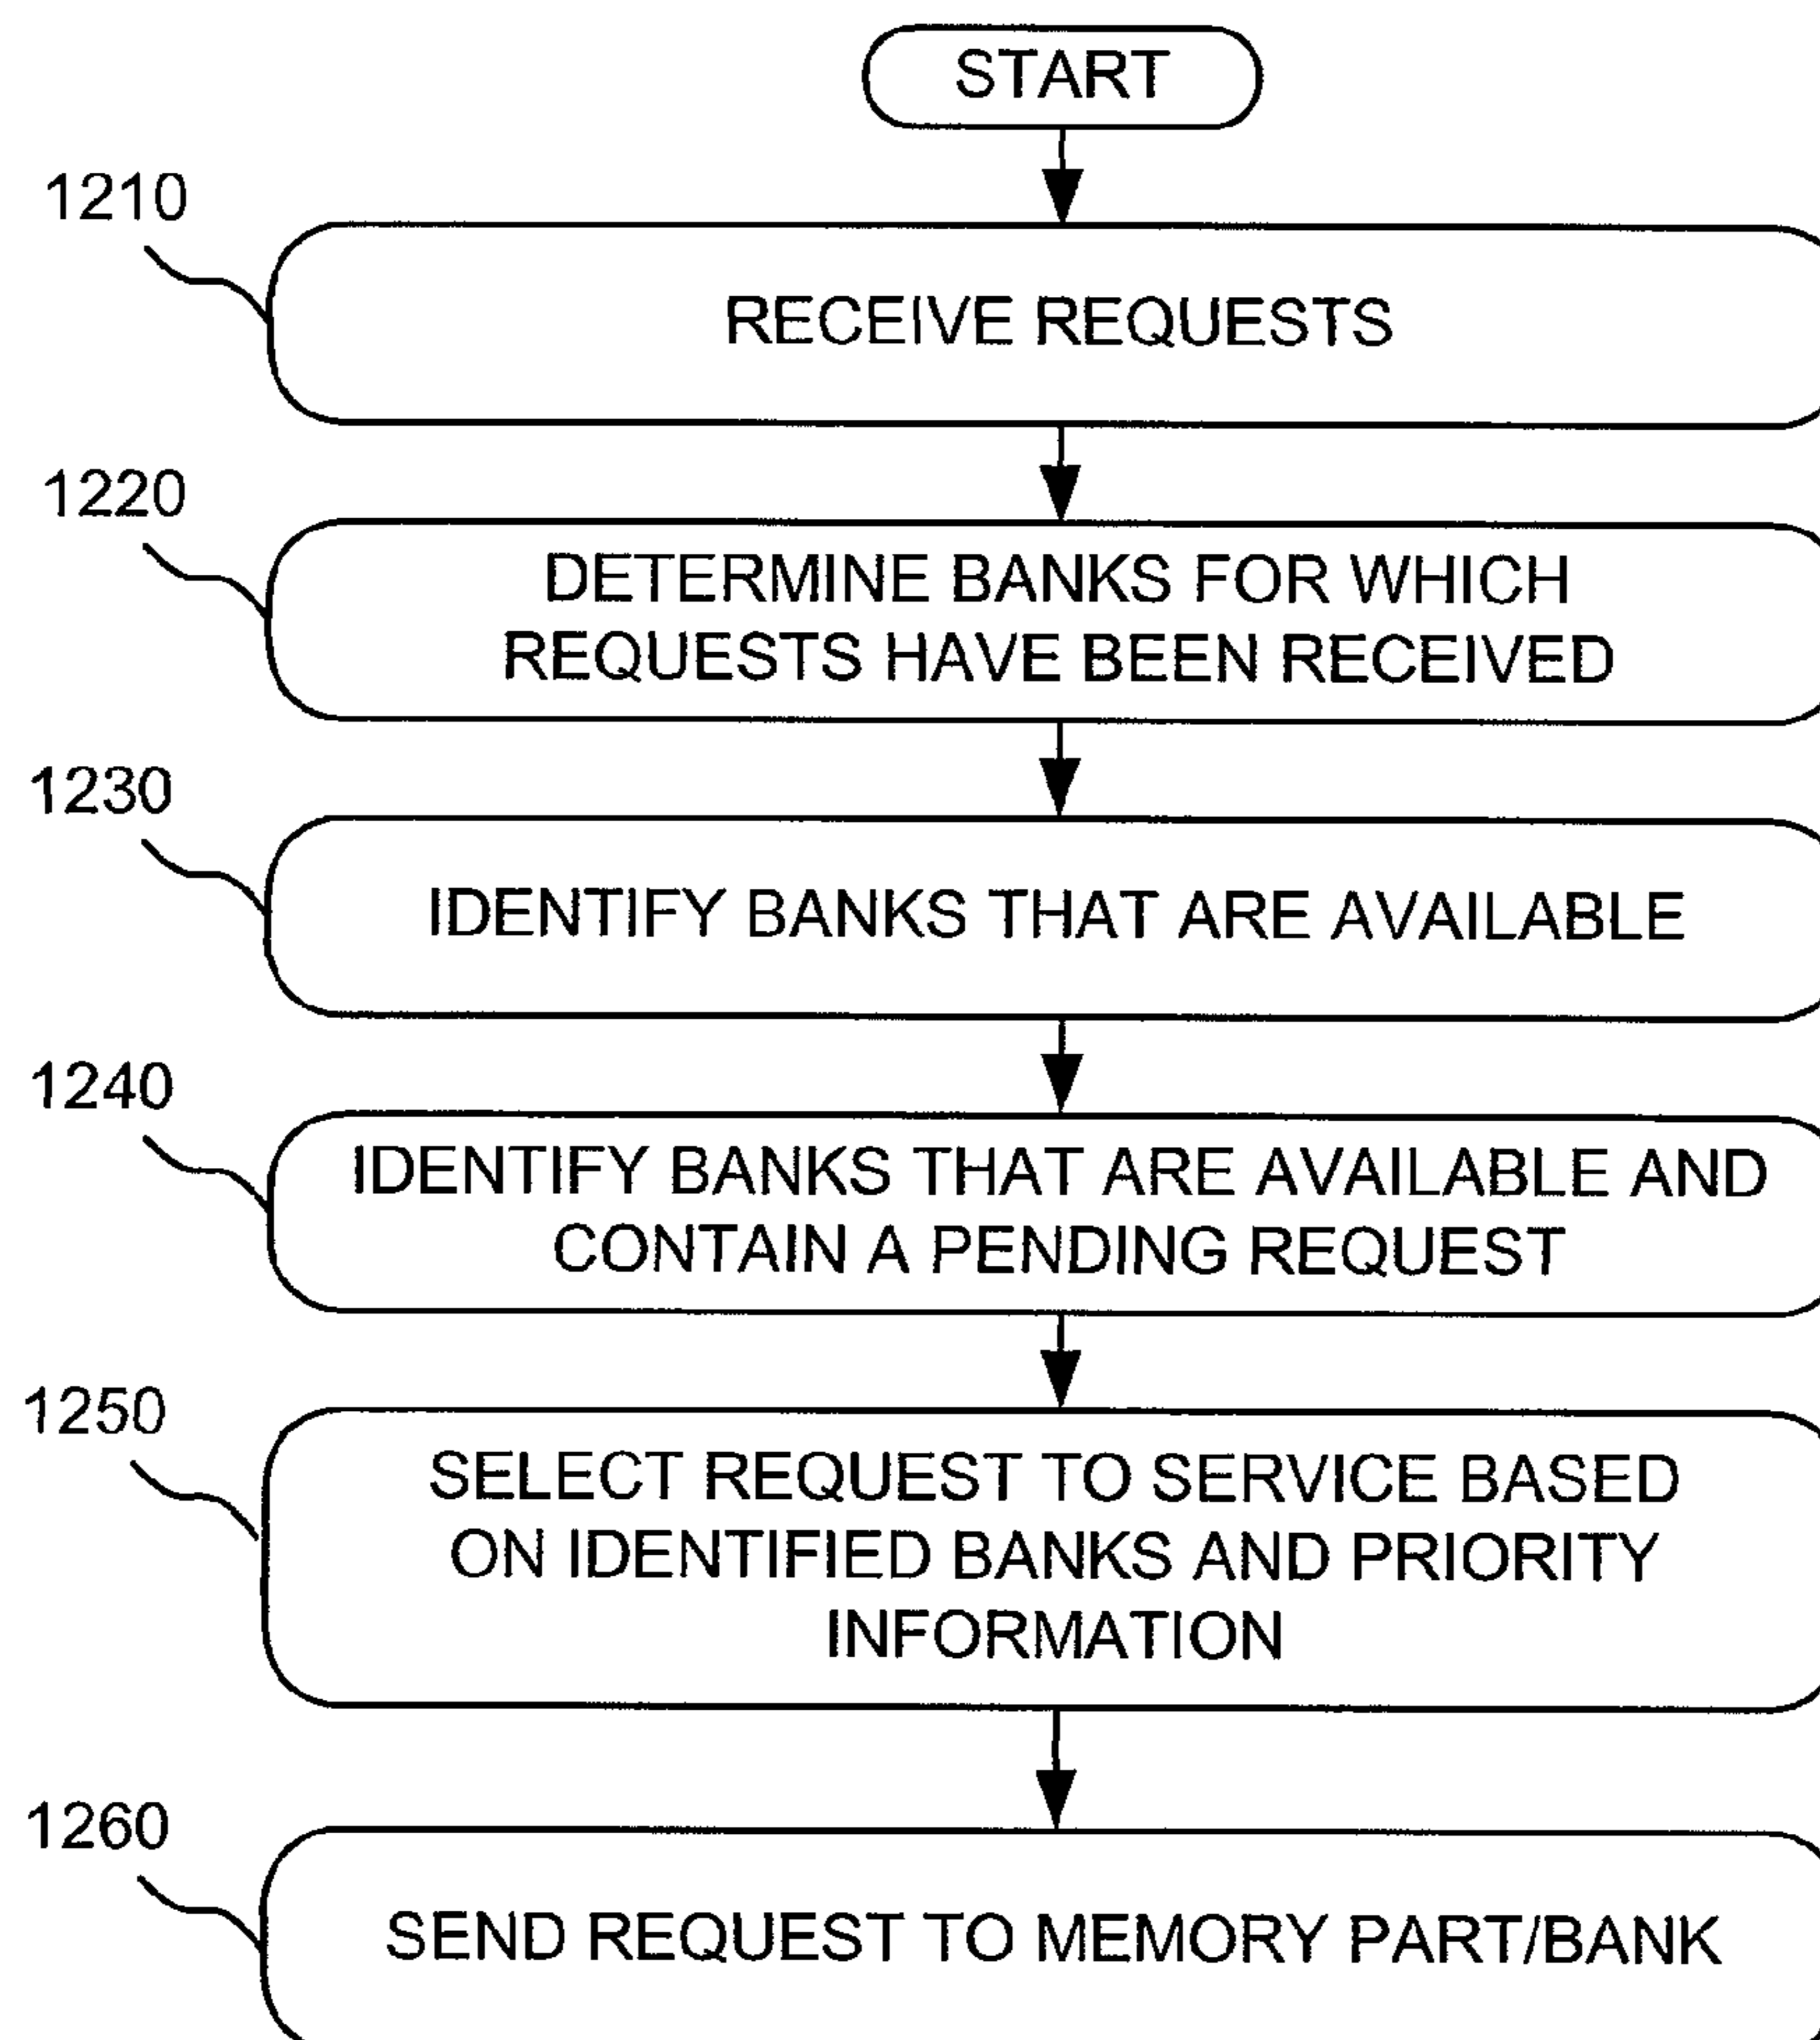 START
1210
RECEIVE REQUESTS
1220
DETERMINE BANKS FOR WHICH
REQUESTS HAVE BEEN RECEIVED
1230
IDENTIFY BANKS THAT ARE AVAILABLE
1240
IDENTIFY BANKS THAT ARE AVAILABLE AND
CONTAIN A PENDING REQUEST
1250
SELECT REQUEST TO SERVICE BASED
ON IDENTIFIED BANKS AND PRIORITY
INFORMATION
1260
SEND REQUEST TO MEMORY PART/BANK